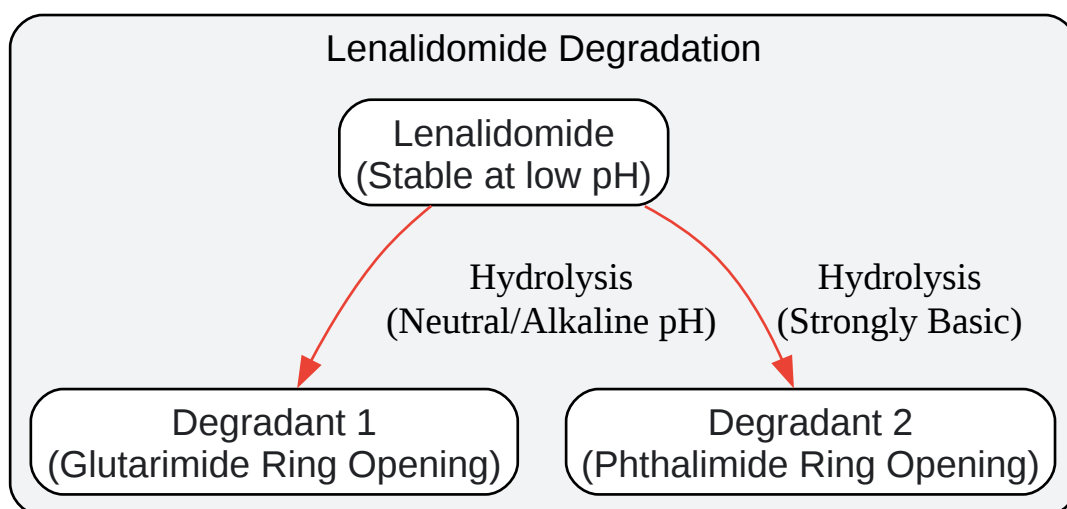 Lenalidomide Degradation
Lenalidomide
(Stable at low pH)
Hydrolysis
(Neutral/Alkaline pH)
Hydrolysis
(Strongly Basic)
Degradant 1
(Glutarimide Ring Opening)
Degradant 2
(Phthalimide Ring Opening)